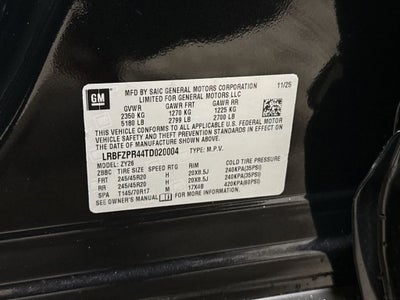 GM
MFD BY SAIC GENERAL MOTORS CORPORATION 11/25
LIMITED FOR GENERAL MOTORS LLC
GVWR GAWR FRT GAWR RR
2350 KG 1270 KG 1225 KG
5180 LB 2799 LB 2700 LB
THIS VEHICLE CONFORMS TO ALL APPLICABLE U.S. FEDERAL MOTOR
VEHICLE SAFETY AND THEFT PREVENTION STANDARDS IN
EFFECT ON THE DATE OF MANUFACTURE SHOWN ABOVE.
LRBFZPR44TD020004 TYPE: M.P.V.
MODEL: ZY26
ZBBC TIRE SIZE SPEED RTG RIM COLD TIRE PRESSURE
FRT 245/45R20 H 20X8.5J 240KPA(35PSI)
RR 245/45R20 H 20X8.5J 240KPA(35PSI)
SPA T145/70R17 M 17X4B 420KPA(60PSI)
SEE OWNER'S MANUAL FOR ADDITIONAL INFORMATION.